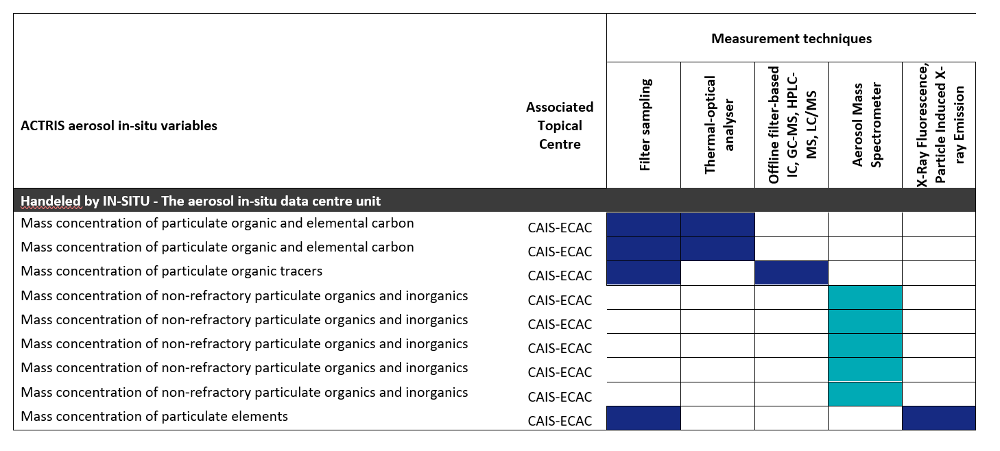 Measurement techniques
ACTRIS aerosol in-situ variables
Associated
Topical
Centre
Filter sampling
Thermal-optical
analyser
Offline filter-based
IC, GC-MS, HPLC-
MS, LC/MS
Aerosol Mass
Spectrometer
X-Ray Fluorescence,
Particle Induced X-
ray Emission
Handeled by IN-SITU - The aerosol in-situ data centre unit
Mass concentration of particulate organic and elemental carbon CAIS-ECAC
Mass concentration of particulate organic and elemental carbon CAIS-ECAC
Mass concentration of particulate organic tracers CAIS-ECAC
Mass concentration of non-refractory particulate organics and inorganics CAIS-ECAC
Mass concentration of non-refractory particulate organics and inorganics CAIS-ECAC
Mass concentration of non-refractory particulate organics and inorganics CAIS-ECAC
Mass concentration of non-refractory particulate organics and inorganics CAIS-ECAC
Mass concentration of non-refractory particulate organics and inorganics CAIS-ECAC
Mass concentration of particulate elements CAIS-ECAC